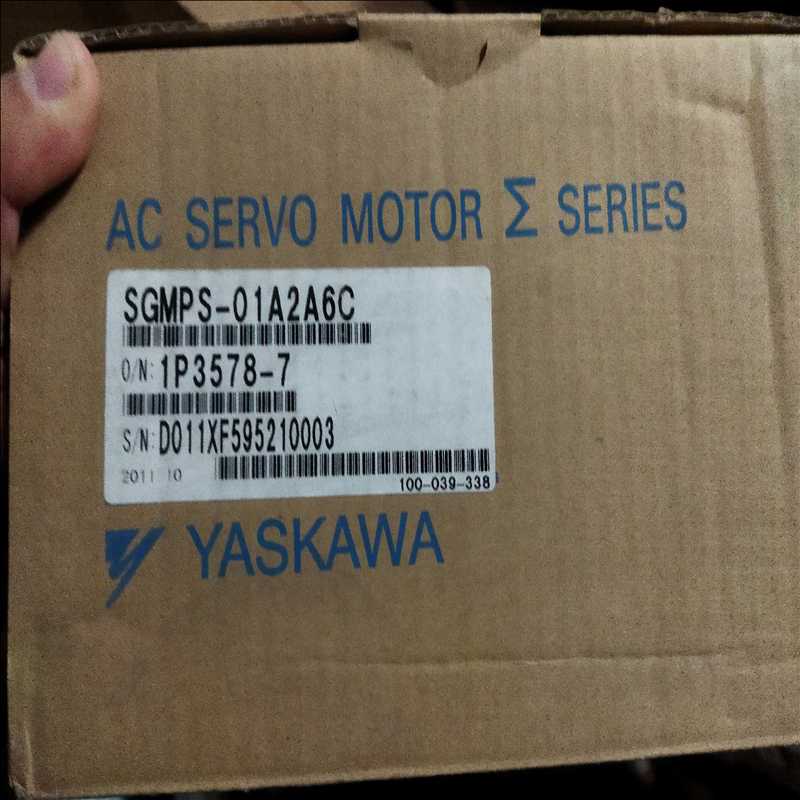 AC SERVO MOTOR Σ SERIES
SGMPS-01A2A6C
O/N: 1P3578-7
S/N: D011XF595210003
2011 10
100-039-338
YASKAWA